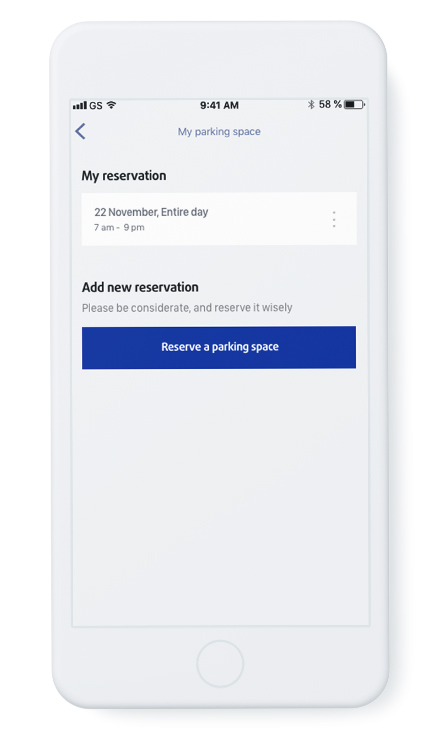 GS 9:41 AM 58 %
My parking space
My reservation
22 November, Entire day
7 am - 9 pm
Add new reservation
Please be considerate, and reserve it wisely
Reserve a parking space